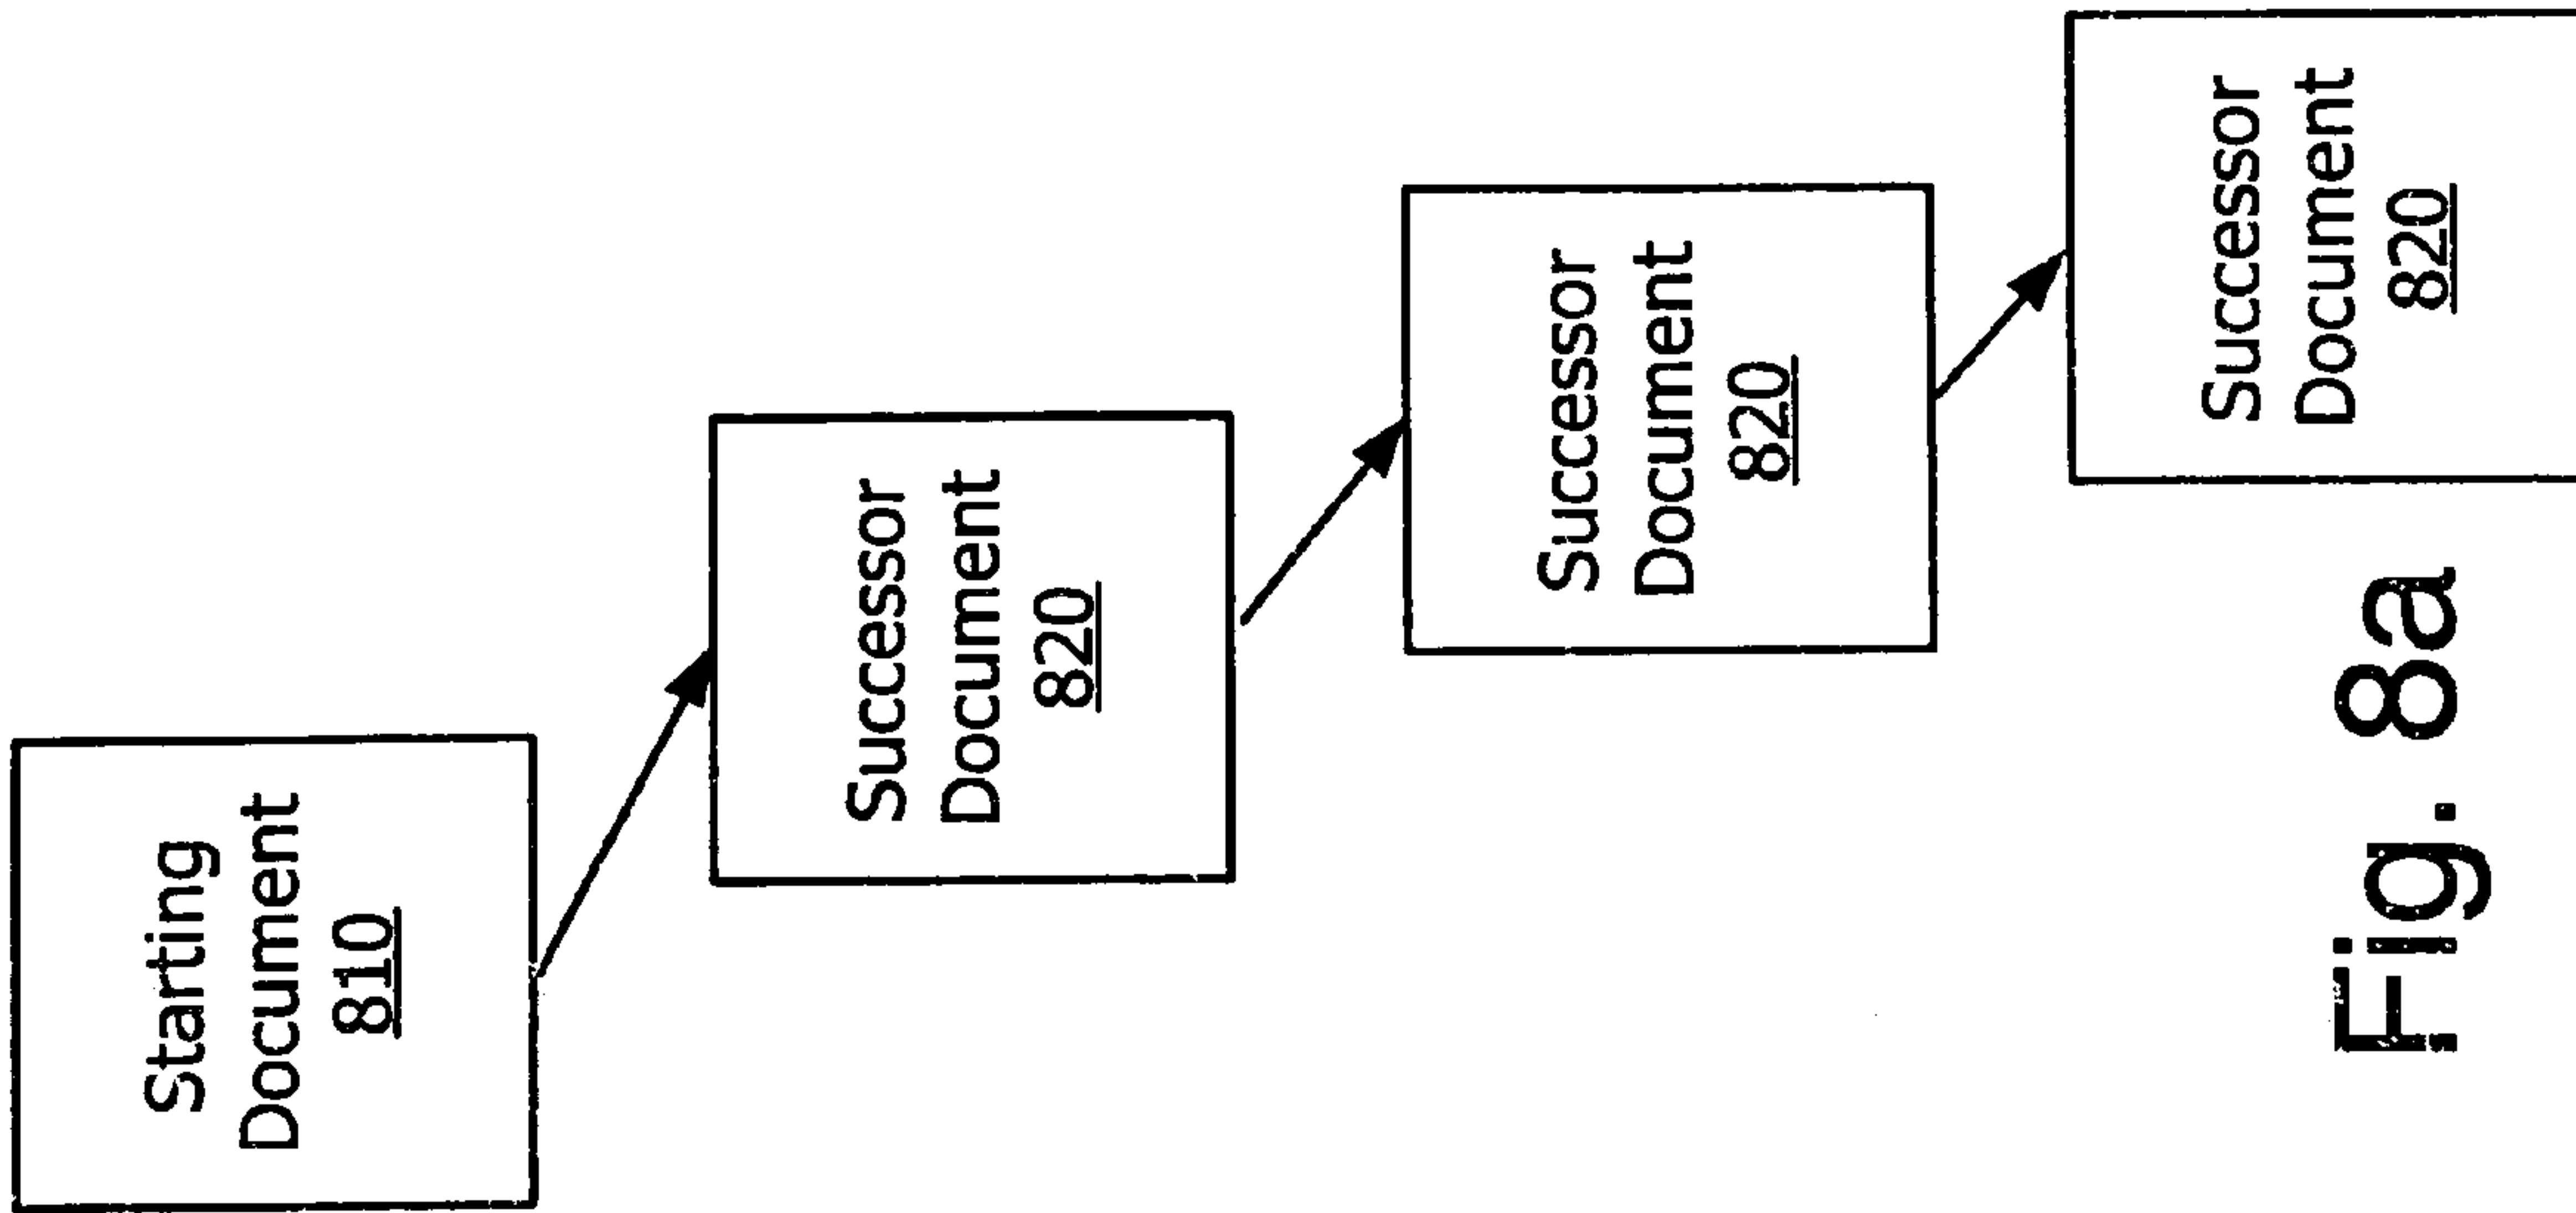 Starting
Document
810
Successor
Document
820
Successor
Document
820
Successor
Document
820
Fig. 8a